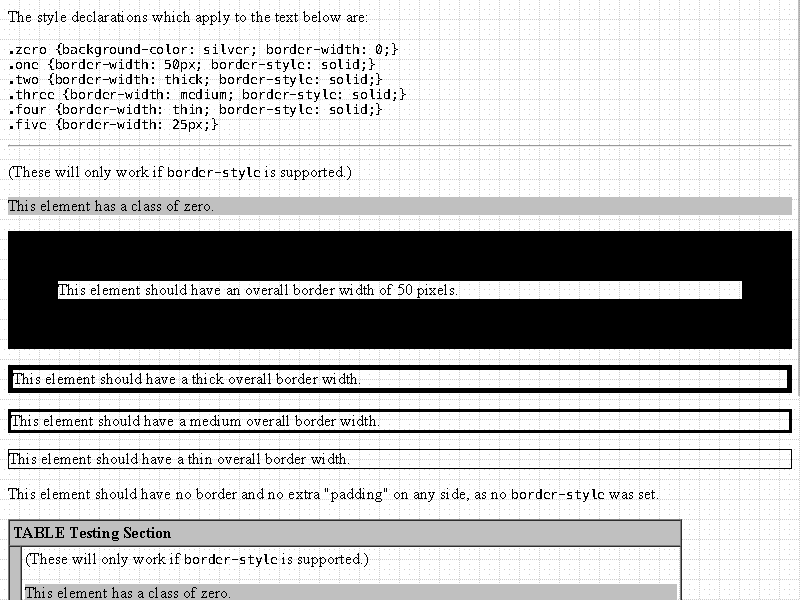 The style declarations which apply to the text below are:
.zero {background-color: silver; border-width: 0;}
.one {border-width: 50px; border-style: solid;}
.two {border-width: thick; border-style: solid;}
.three {border-width: medium; border-style: solid;}
.four {border-width: thin; border-style: solid;}
.five {border-width: 25px;}
(These will only work if border-style is supported.)
This element has a class of zero.
This element should have an overall border width of 50 pixels.
This element should have a thick overall border width.
This element should have a medium overall border width.
This element should have a thin overall border width.
This element should have no border and no extra "padding" on any side, as no border-style was set.
TABLE Testing Section
(These will only work if border-style is supported.)
This element has a class of zero.